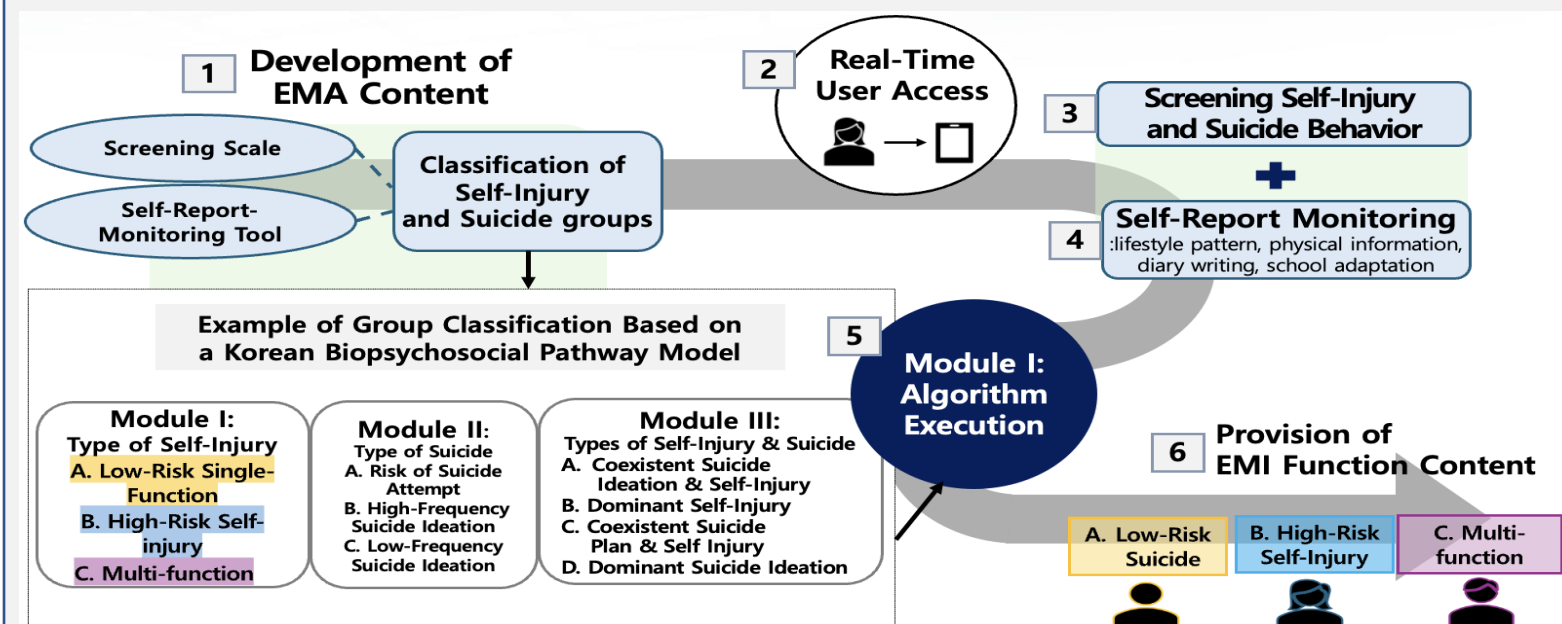 1
Development of
EMA Content
Screening Scale
Self-Report-
Monitoring Tool
Classification of
Self-Injury
and Suicide groups
2
Real-Time
User Access
3
Screening Self-Injury
and Suicide Behavior
4
Self-Report Monitoring
:lifestyle pattern, physical information,
diary writing, school adaptation
Example of Group Classification Based on
a Korean Biopsychosocial Pathway Model
Module I:
Type of Self-Injury
A. Low-Risk Single-
Function
B. High-Risk Self-
injury
C. Multi-function
Module II:
Type of Suicide
A. Risk of Suicide
Attempt
B. High-Frequency
Suicide Ideation
C. Low-Frequency
Suicide Ideation
Module III:
Types of Self-Injury & Suicide
A. Coexistent Suicide
Ideation & Self-Injury
B. Dominant Self-Injury
C. Coexistent Suicide
Plan & Self Injury
D. Dominant Suicide Ideation
5
Module I:
Algorithm
Execution
6
Provision of
EMI Function Content
A. Low-Risk
Suicide
B. High-Risk
Self-Injury
C. Multi-
function